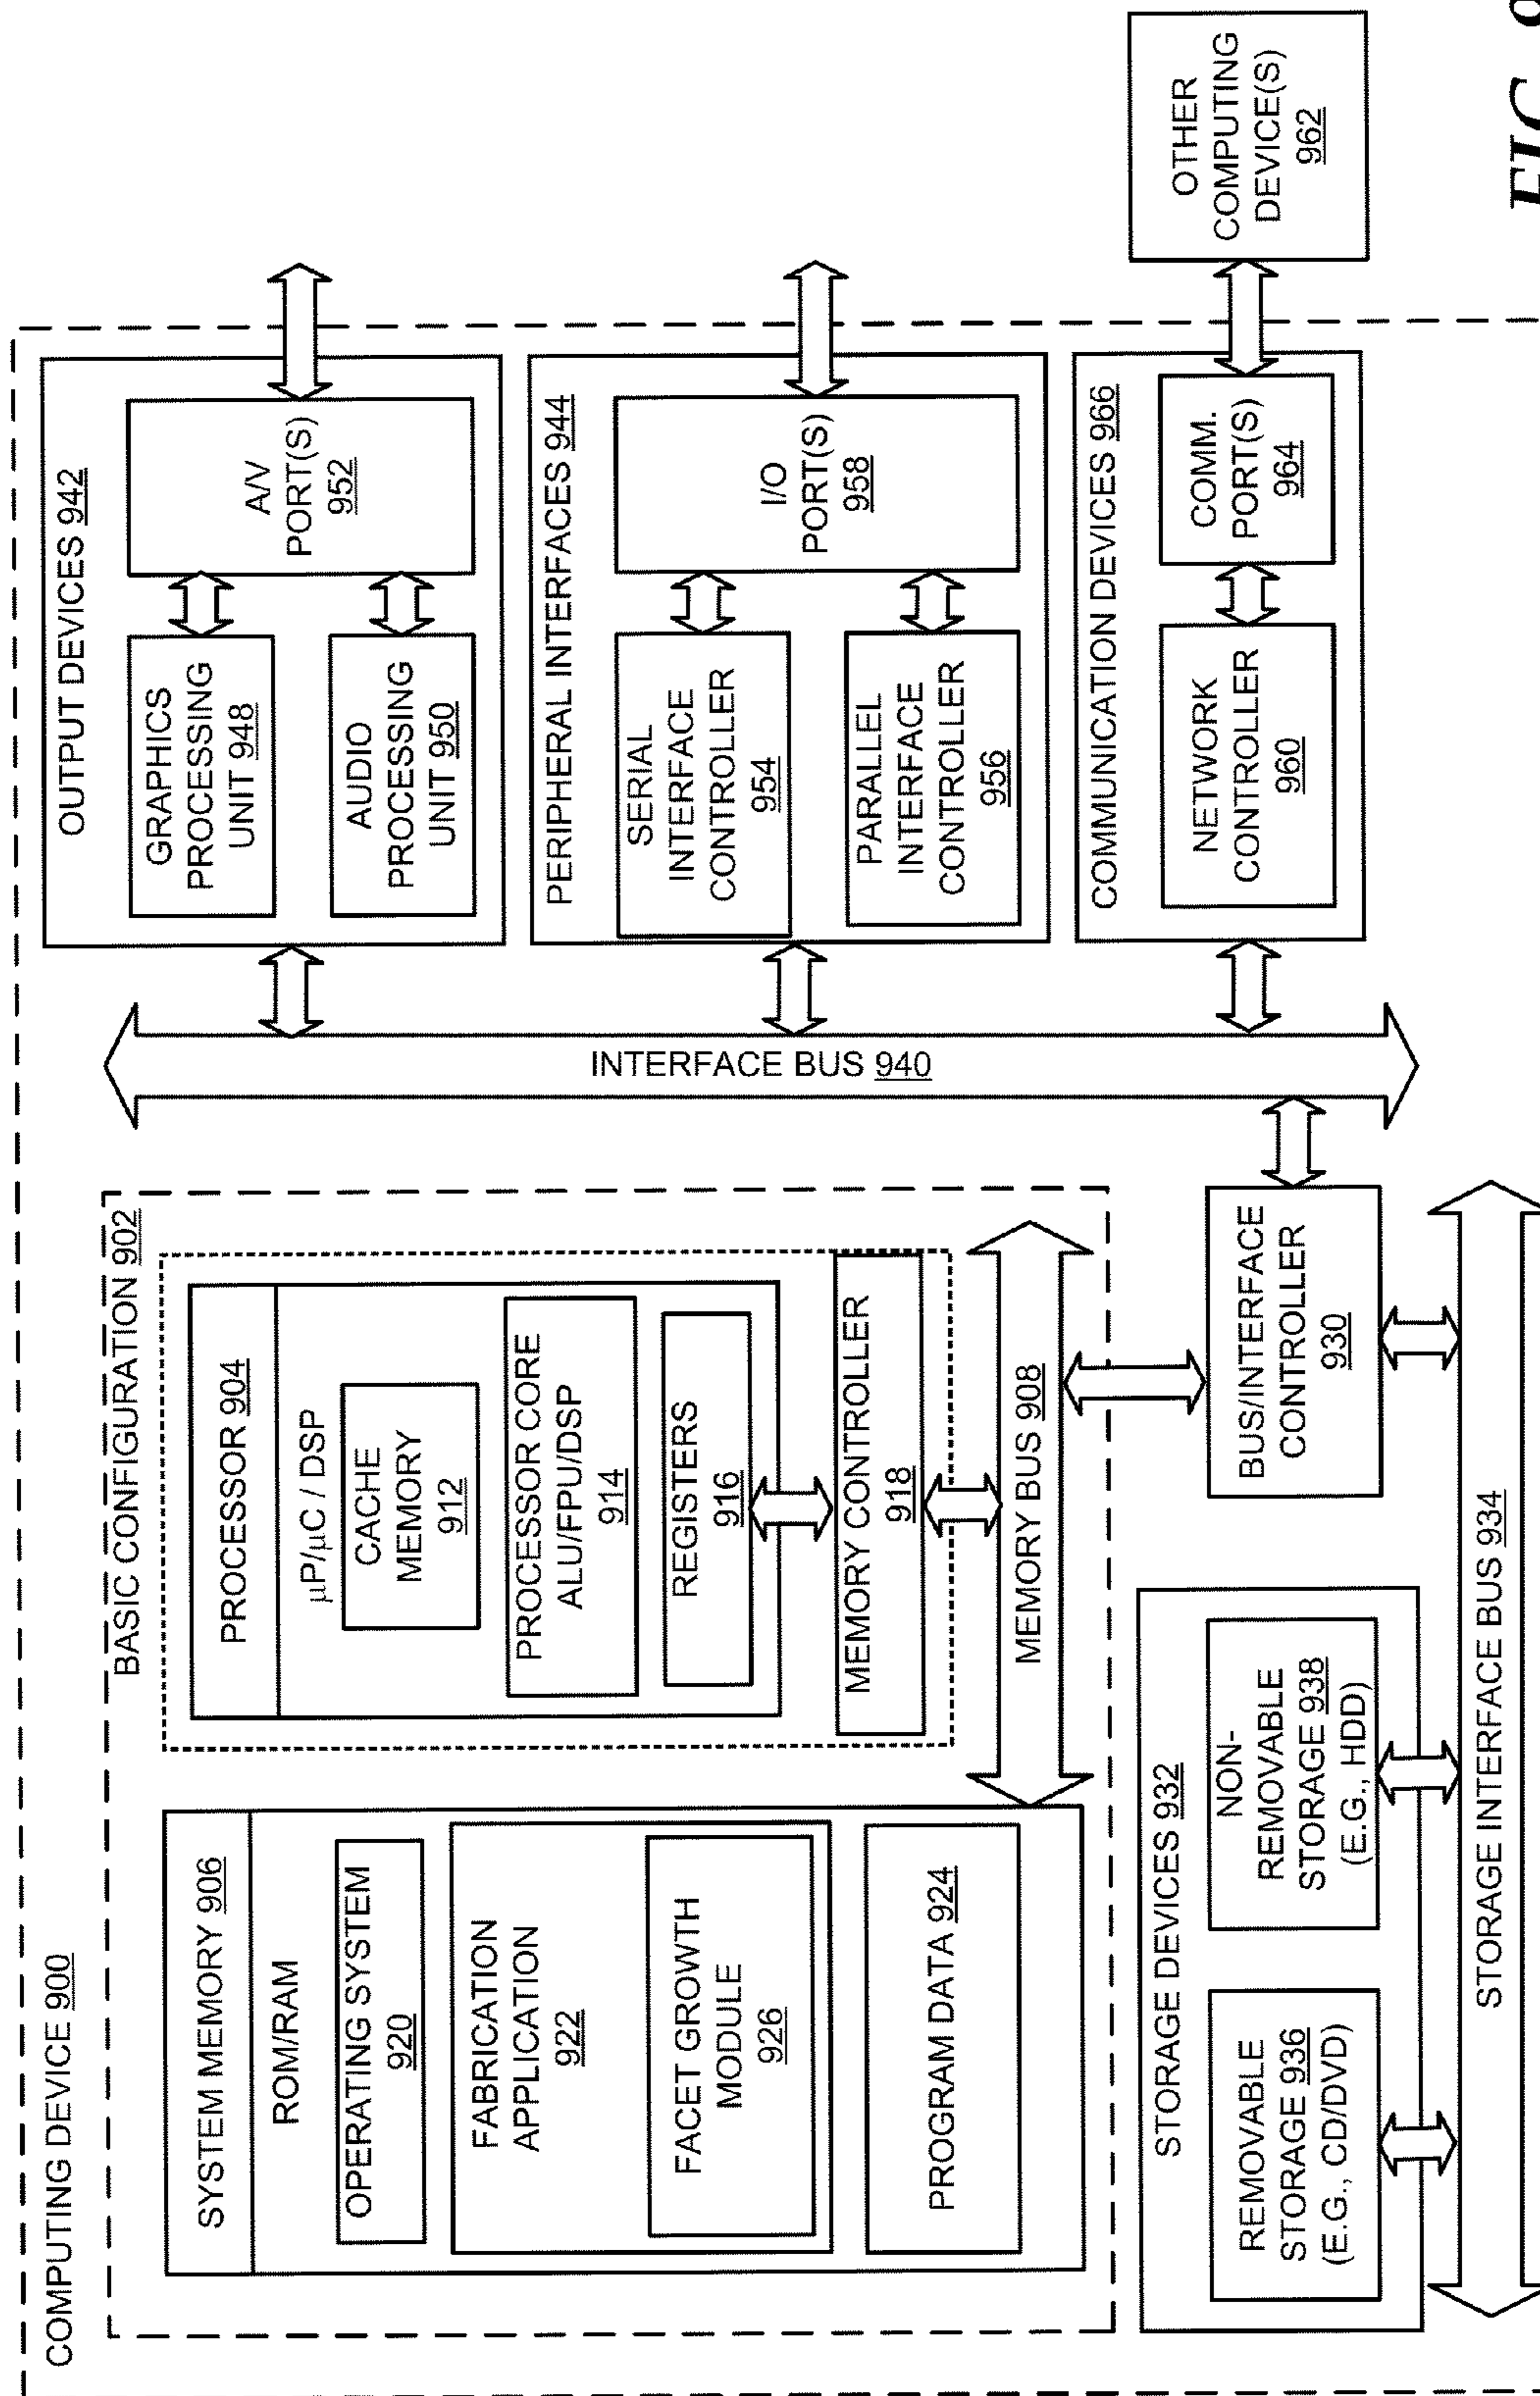 COMPUTING DEVICE 900
BASIC CONFIGURATION 902
SYSTEM MEMORY 906
ROM/RAM
OPERATING SYSTEM
920
FABRICATION
APPLICATION
922
FACET GROWTH
MODULE
926
PROGRAM DATA 924
PROCESSOR 904
µP/µC / DSP
CACHE
MEMORY
912
PROCESSOR CORE
ALU/FPU/DSP
914
REGISTERS
916
MEMORY CONTROLLER
918
MEMORY BUS 908
STORAGE DEVICES 932
REMOVABLE
STORAGE 936
(E.G., CD/DVD)
NON-
REMOVABLE
STORAGE 938
(E.G., HDD)
BUS/INTERFACE
CONTROLLER
930
STORAGE INTERFACE BUS 934
INTERFACE BUS 940
OUTPUT DEVICES 942
GRAPHICS
PROCESSING
UNIT 948
AUDIO
PROCESSING
UNIT 950
A/V
PORT(S)
952
PERIPHERAL INTERFACES 944
SERIAL
INTERFACE
CONTROLLER
954
PARALLEL
INTERFACE
CONTROLLER
956
I/O
PORT(S)
958
COMMUNICATION DEVICES 966
NETWORK
CONTROLLER
960
COMM.
PORT(S)
964
OTHER
COMPUTING
DEVICE(S)
962
FIG.